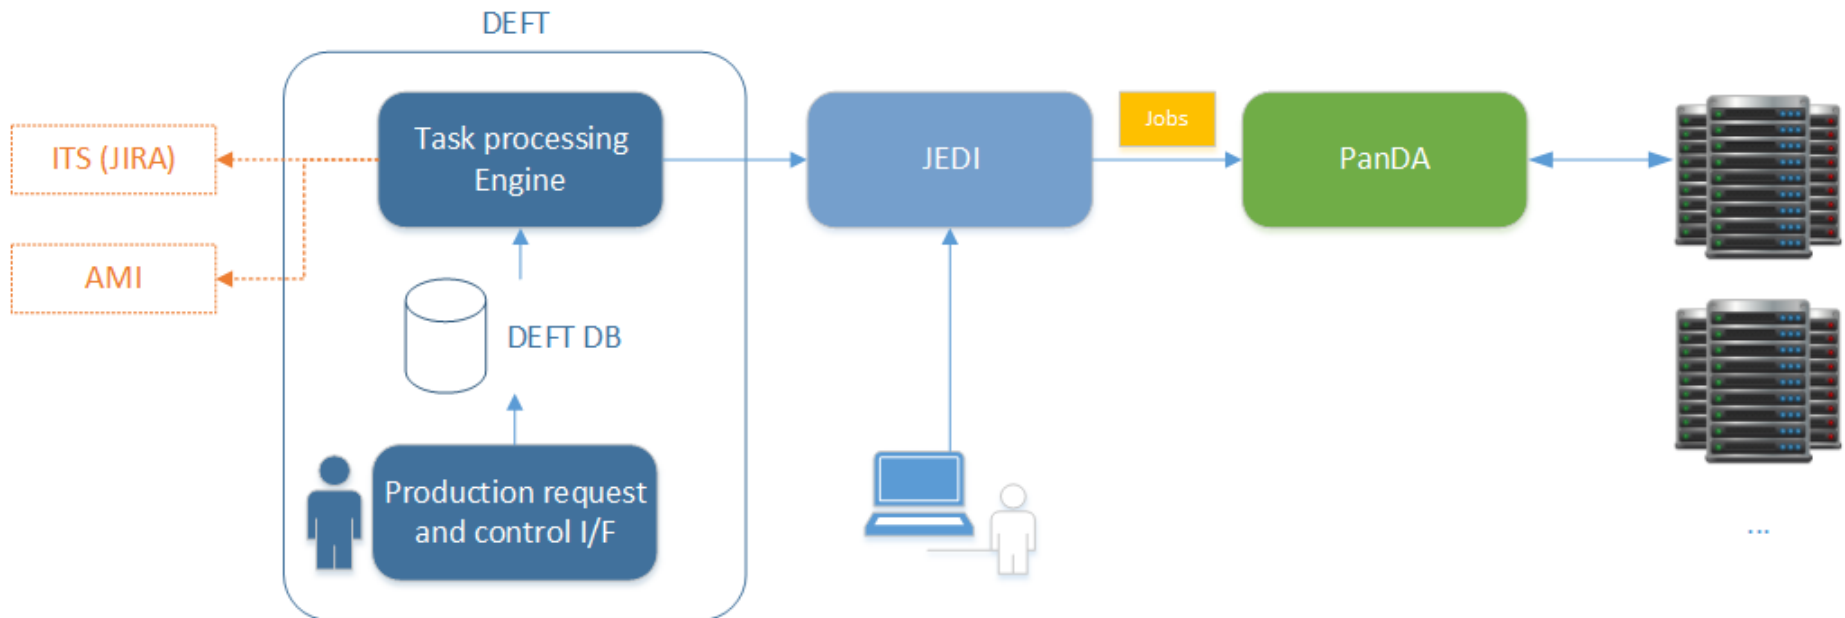 DEFT
Task processing
Engine
JEDI
Jobs
PanDA
ITS (JIRA)
AMI
DEFT DB
Production request
and control I/F
...